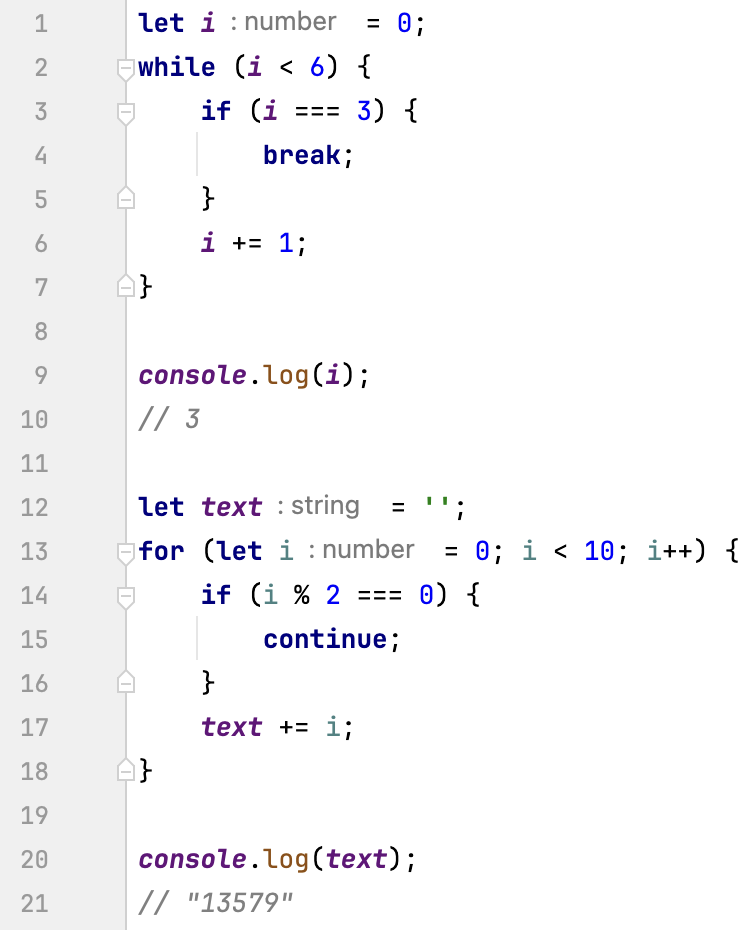 1 let i : number = 0;
2 while (i < 6) {
3 if (i === 3) {
4 break;
5 }
6 i += 1;
7 }
8
9 console.log(i);
10 // 3
11
12 let text : string = '';
13 for (let i : number = 0; i < 10; i++) {
14 if (i % 2 === 0) {
15 continue;
16 }
17 text += i;
18 }
19
20 console.log(text);
21 // "13579"